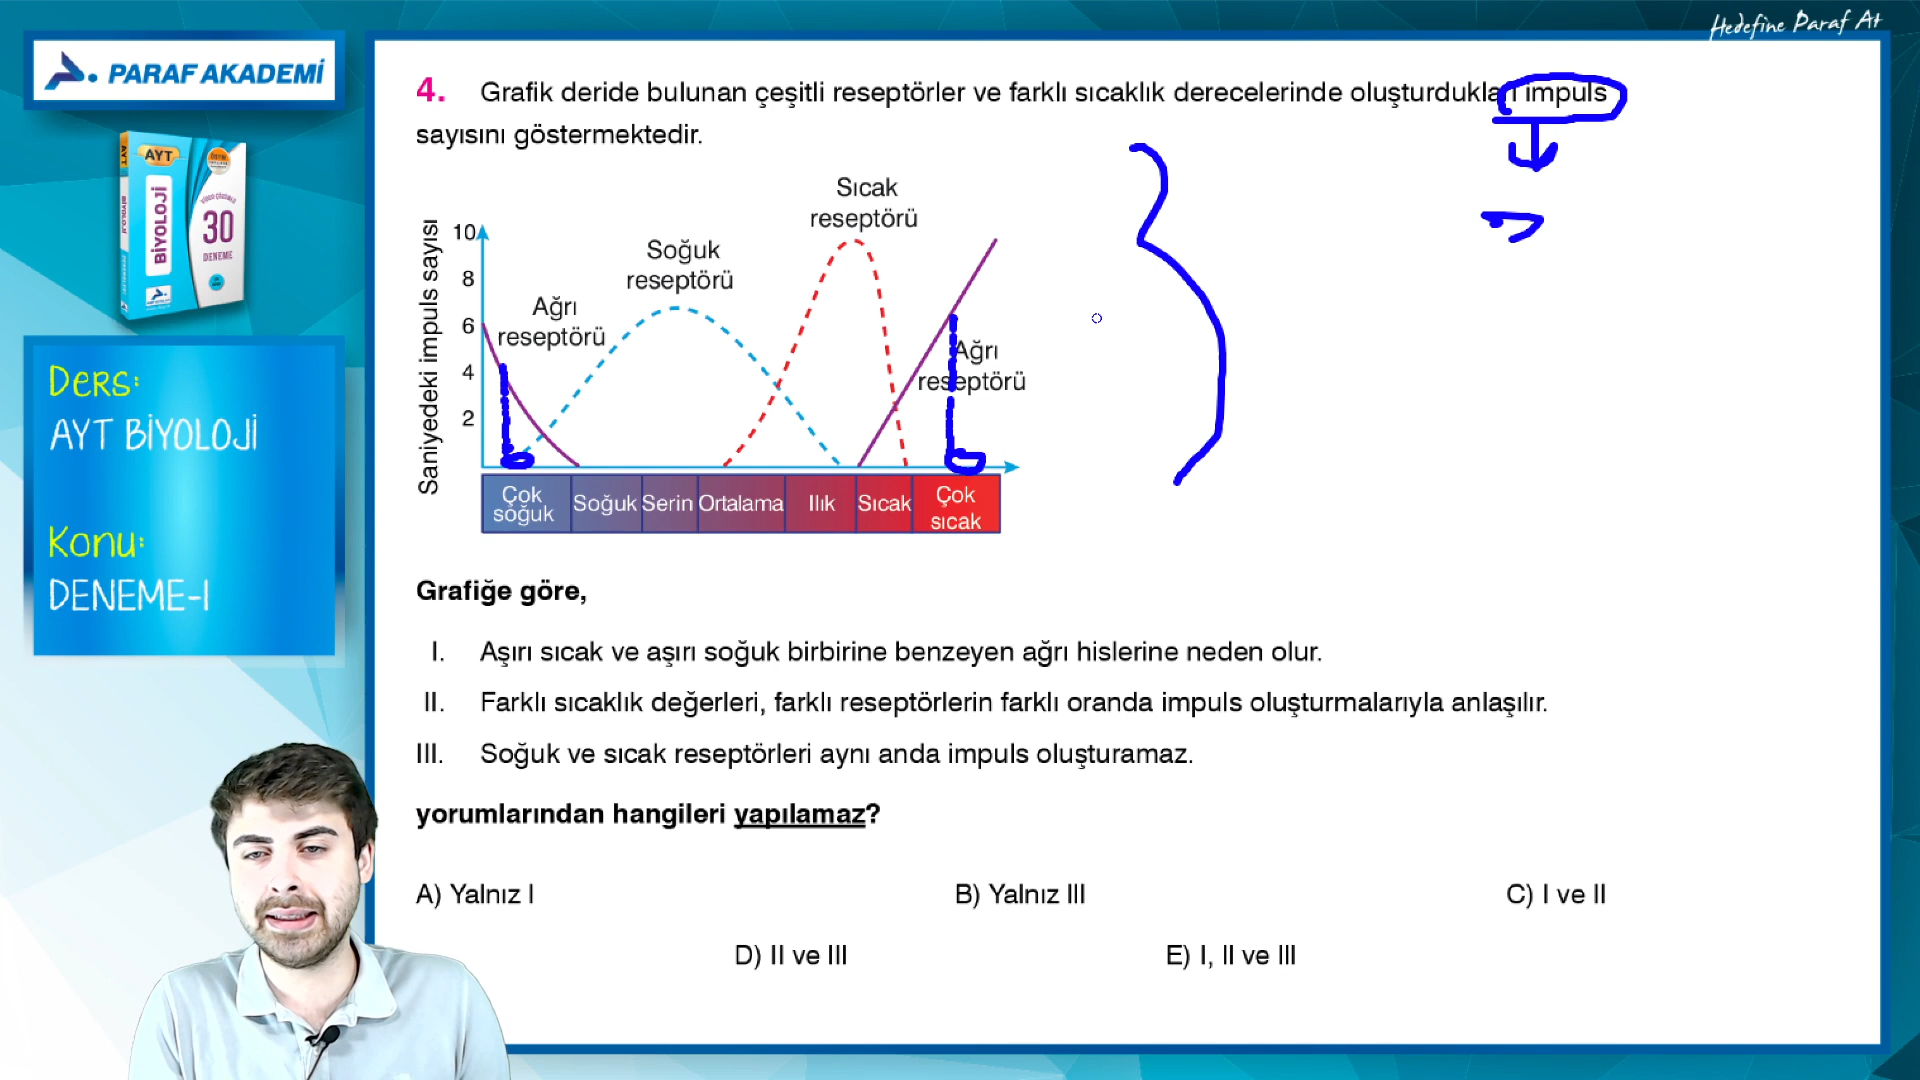 Hedefine Paraf At
PARAF AKADEMİ
AYT
BİYOLOJİ
30
DENEME
Ders:
AYT BİYOLOJİ
Konu:
DENEME-1
4. Grafik deride bulunan çeşitli reseptörler ve farklı sıcaklık derecelerinde oluşturdukları impuls
sayısını göstermektedir.
Saniyedeki impuls sayısı
10
8
6
4
2
Ağrı
reseptörü
Soğuk
reseptörü
Sıcak
reseptörü
Ağrı
reseptörü
Çok
soğuk
Soğuk
Serin
Ortalama
Ilık
Sıcak
Çok
sıcak
Grafiğe göre,
I. Aşırı sıcak ve aşırı soğuk birbirine benzeyen ağrı hislerine neden olur.
II. Farklı sıcaklık değerleri, farklı reseptörlerin farklı oranda impuls oluşturmalarıyla anlaşılır.
III. Soğuk ve sıcak reseptörleri aynı anda impuls oluşturamaz.
yorumlarından hangileri yapılamaz?
A) Yalnız I
B) Yalnız III
C) I ve II
D) II ve III
E) I, II ve III